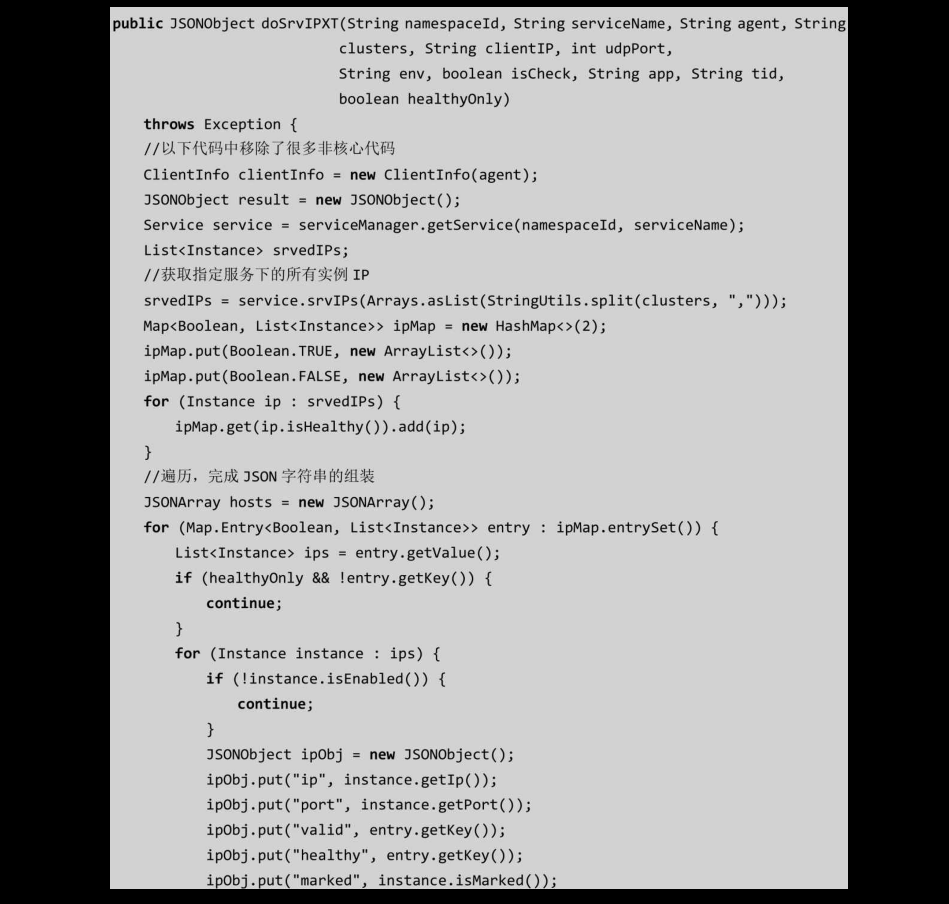 public JSONObject doSrvIPXT(String namespaceId, String serviceName, String agent, String
clusters, String clientIP, int udpPort,
String env, boolean isCheck, String app, String tid,
boolean healthyOnly)
throws Exception {
//以下代码中移除了很多非核心代码
ClientInfo clientInfo = new ClientInfo(agent);
JSONObject result = new JSONObject();
Service service = serviceManager.getService(namespaceId, serviceName);
List<Instance> srvedIPs;
//获取指定服务下的所有实例 IP
srvedIPs = service.srvIPs(Arrays.asList(StringUtils.split(clusters, ",")));
Map<Boolean, List<Instance>> ipMap = new HashMap<>(2);
ipMap.put(Boolean.TRUE, new ArrayList<>());
ipMap.put(Boolean.FALSE, new ArrayList<>());
for (Instance ip : srvedIPs) {
ipMap.get(ip.isHealthy()).add(ip);
}
//遍历，完成 JSON 字符串的组装
JSONArray hosts = new JSONArray();
for (Map.Entry<Boolean, List<Instance>> entry : ipMap.entrySet()) {
List<Instance> ips = entry.getValue();
if (healthyOnly && !entry.getKey()) {
continue;
}
for (Instance instance : ips) {
if (!instance.isEnabled()) {
continue;
}
JSONObject ipObj = new JSONObject();
ipObj.put("ip", instance.getIp());
ipObj.put("port", instance.getPort());
ipObj.put("valid", entry.getKey());
ipObj.put("healthy", entry.getKey());
ipObj.put("marked", instance.isMarked());